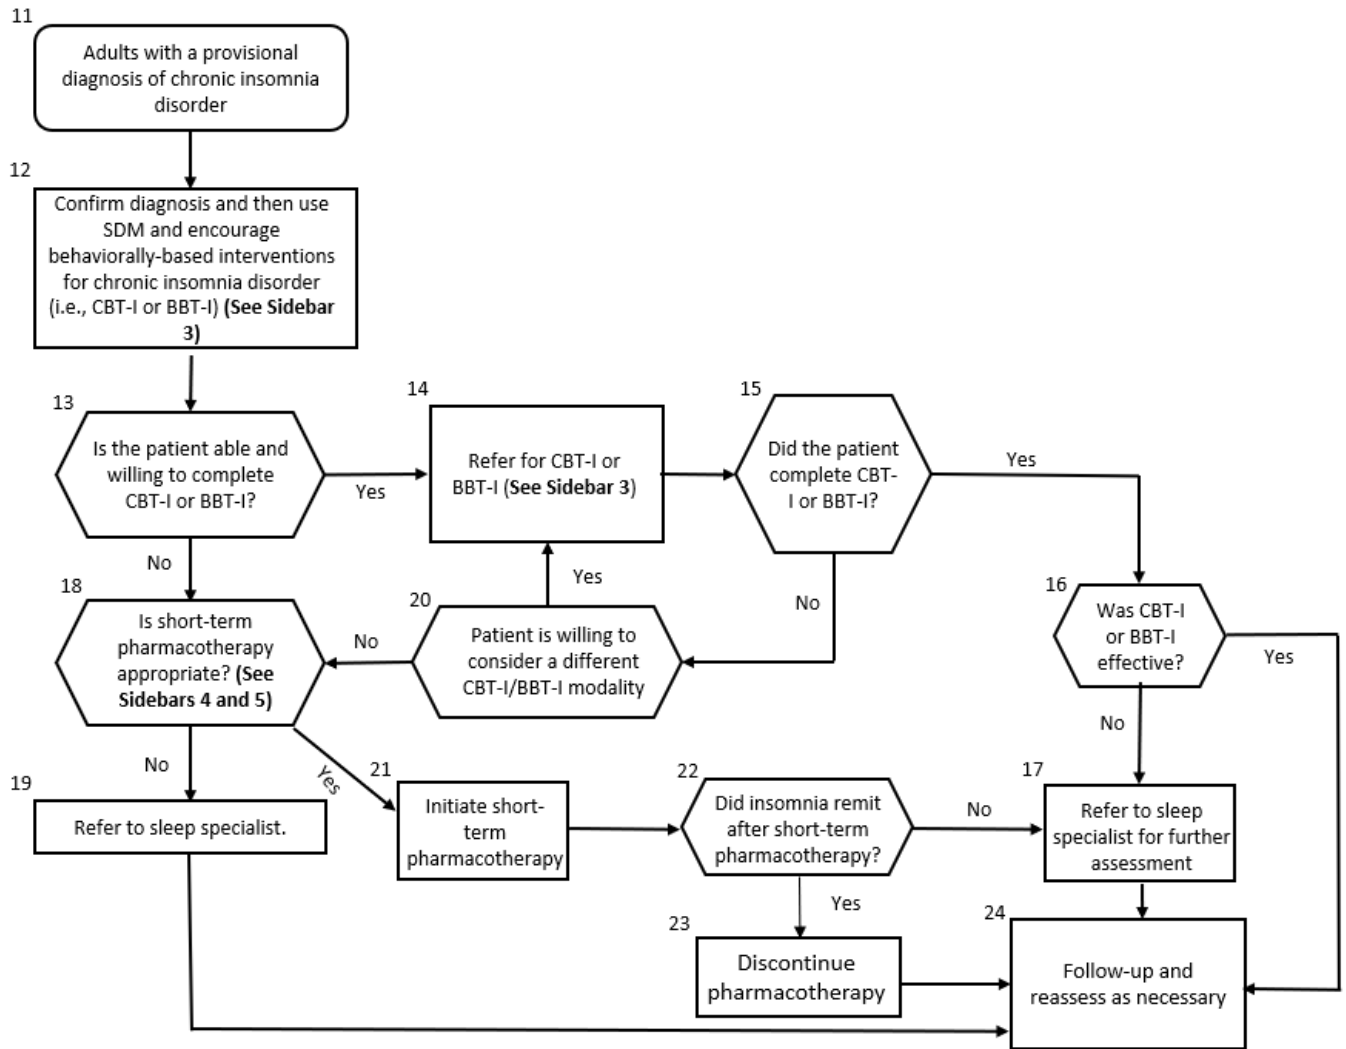 11
Adults with a provisional
diagnosis of chronic insomnia
disorder
12
Confirm diagnosis and then use
SDM and encourage
behaviorally-based interventions
for chronic insomnia disorder
(i.e., CBT-I or BBT-I) (See Sidebar
3)
13
Is the patient able and
willing to complete
CBT-I or BBT-I?
Yes
No
14
Refer for CBT-I or
BBT-I (See Sidebar 3)
15
Did the patient
complete CBT-
I or BBT-I?
Yes
No
16
Was CBT-I
or BBT-I
effective?
Yes
No
18
Is short-term
pharmacotherapy
appropriate? (See
Sidebars 4 and 5)
No
Yes
20
Patient is willing to
consider a different
CBT-I/BBT-I modality
Yes
No
19
Refer to sleep specialist.
21
Initiate short-
term
pharmacotherapy
22
Did insomnia remit
after short-term
pharmacotherapy?
No
Yes
17
Refer to sleep
specialist for further
assessment
23
Discontinue
pharmacotherapy
24
Follow-up and
reassess as necessary